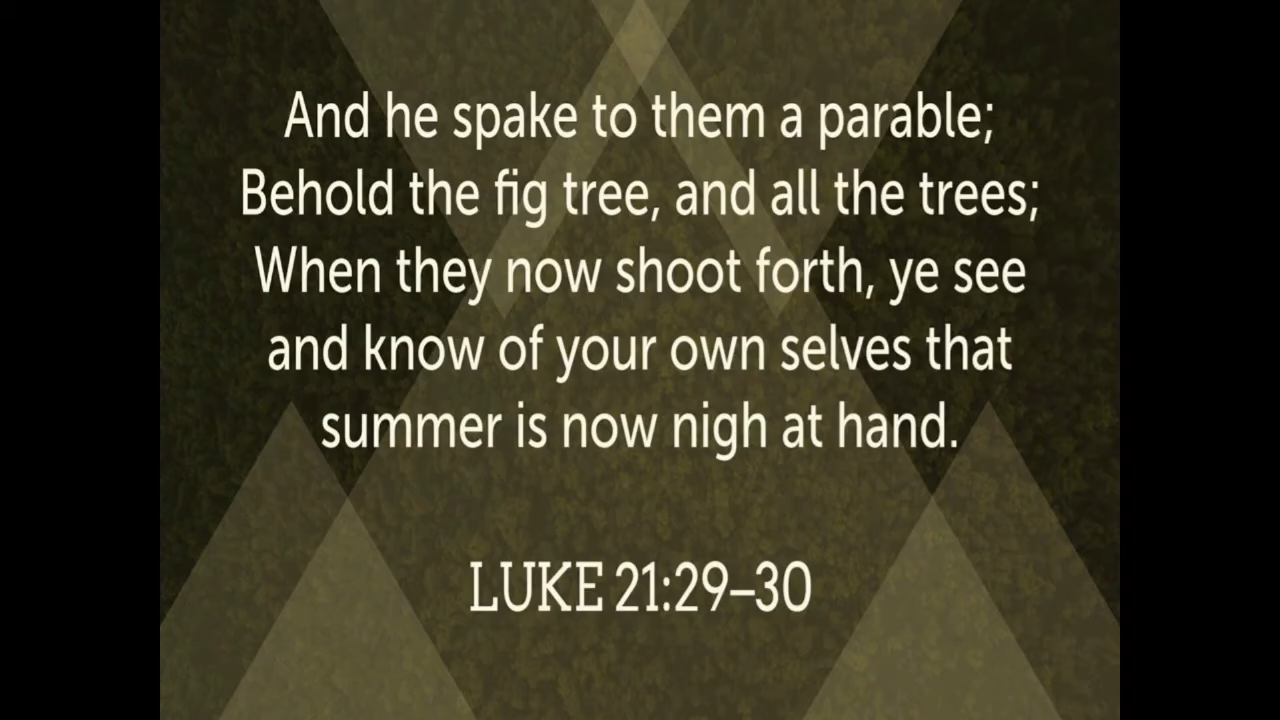 And he spake to them a parable;
Behold the fig tree, and all the trees;
When they now shoot forth, ye see
and know of your own selves that
summer is now nigh at hand.
LUKE 21:29–30